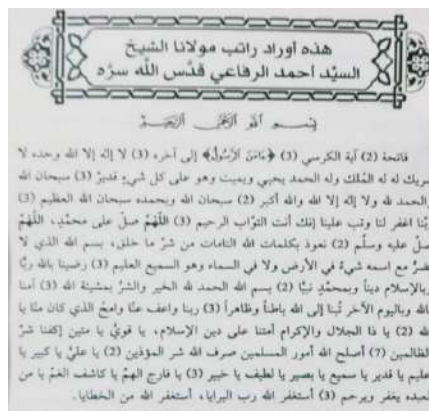 هذه أوراد راتب مولانا الشيخ
السيّد أحمد الرفاعي قدّس الله سرّه
بسم الله الرحمن الرحيم
فاتحة (2) آية الكرسي (3) ﴿ءَامَنَ ٱلرَّسُولُ﴾ إلى آخره (3) لا إله إلا الله وحده لا
شريك له له المُلك وله الحمد يحيي ويميت وهو على كل شيءٍ قديرٌ (3) سبحان الله
والحمد لله ولا إله إلا الله والله أكبر (2) سبحان الله وبحمده سبحان الله العظيم (3)
ربّنا اغفر لنا وتب علينا إنك أنت التوّاب الرحيم (3) اللّهمّ صلّ على محمّد، اللّهمّ
صلّ عليه وسلّم (2) نعوذ بكلمات الله التامات من شرّ ما خلق، بسم الله الذي لا
يضرّ مع اسمه شيءٌ في الأرض ولا في السماء وهو السميع العليم (3) رضينا بالله ربًّا
بالإسلام ديناً وبمحمّدٍ نبيًّا (2) بسم الله الحمد لله الخير والشرّ بمشيئة الله (3) آمنا
بالله وباليوم الآخر تُبنا إلى الله باطناً وظاهراً (3) ربنا واعف عنّا وامحُ الذي كان منّا يا
الله (2) يا ذا الجلال والإكرام أمتنا على دين الإسلام، يا قويُّ يا متين إكفنا شرّ
الظالمين (7) أصلح الله أمور المسلمين صرف الله شر المؤذين (2) يا عليُّ يا كبير يا
عليم يا قدير يا سميع يا بصير يا لطيف يا خبير (3) يا فارج الهمّ يا كاشف الغمّ يا من
لعبده يغفر ويرحم (3) أستغفر الله رب البرايا، أستغفر الله من الخطايا.